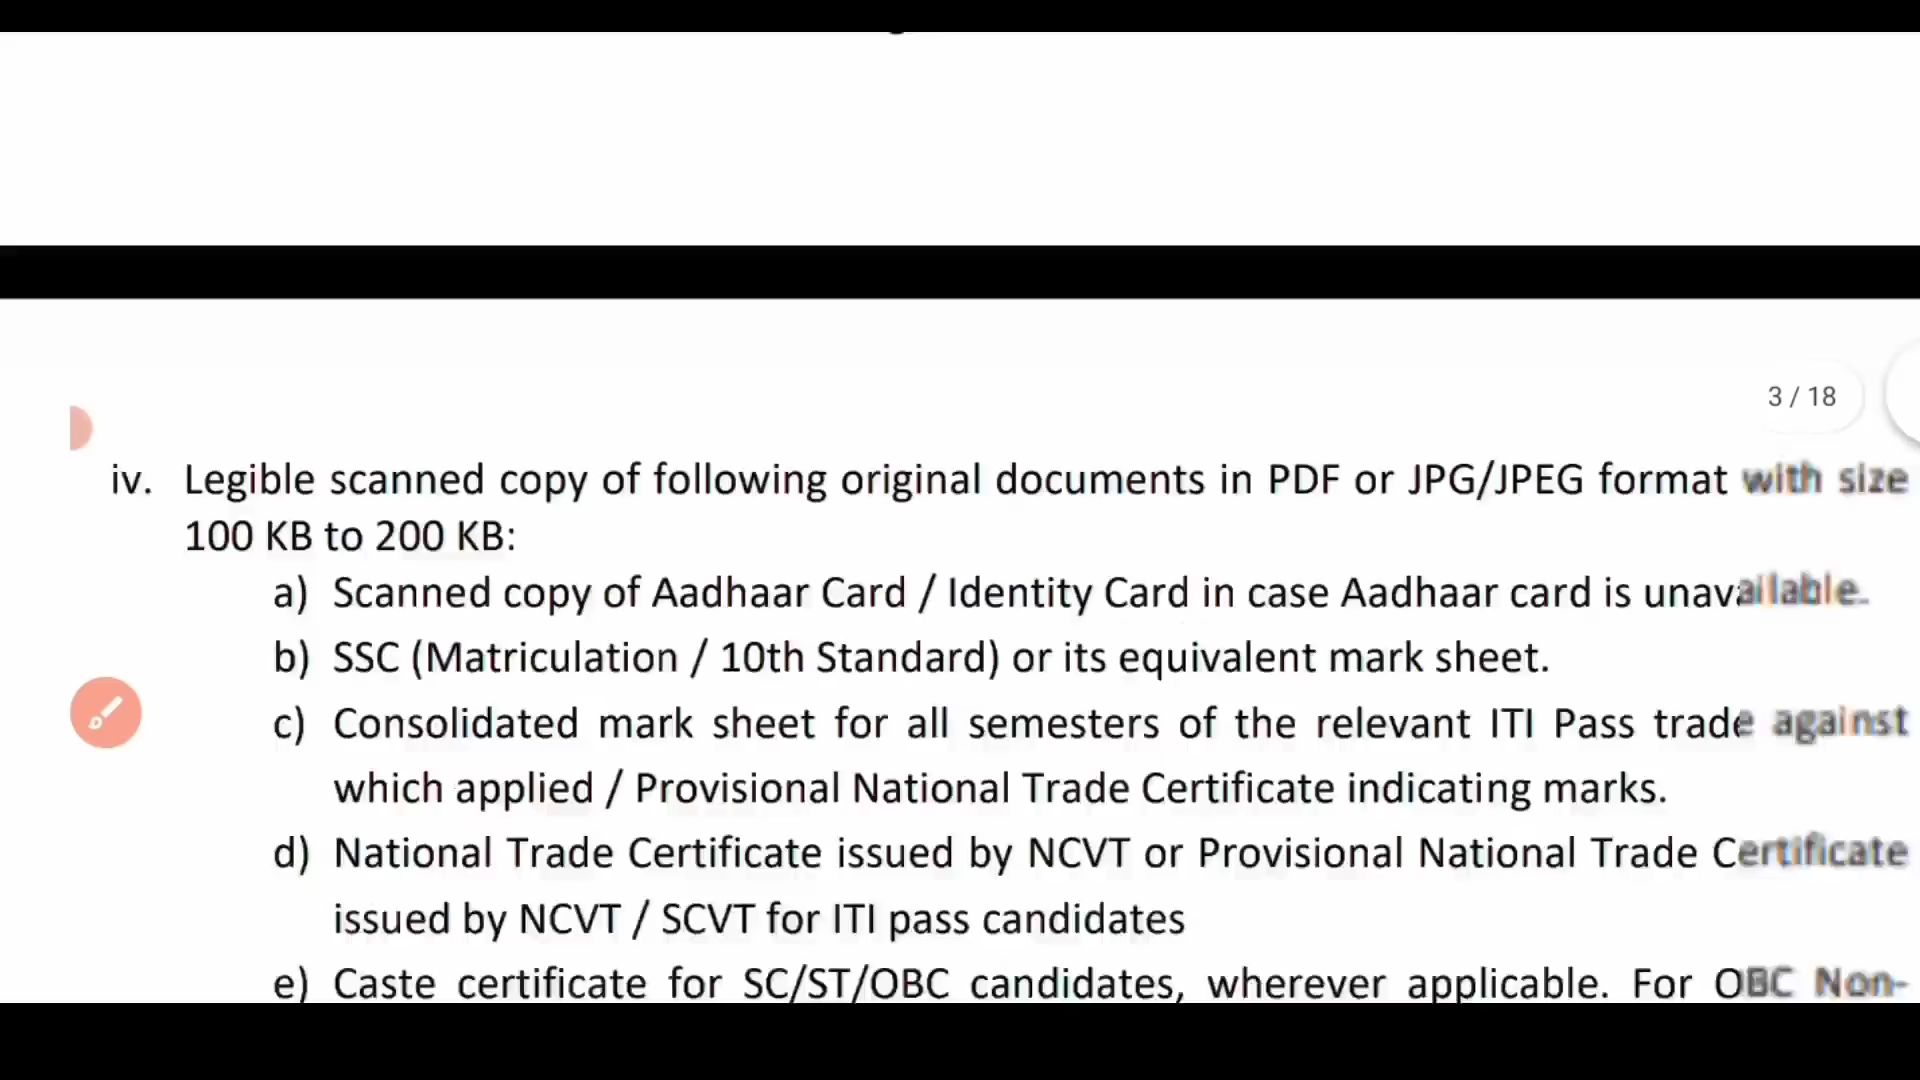 3 / 18
iv. Legible scanned copy of following original documents in PDF or JPG/JPEG format with size
100 KB to 200 KB:
a) Scanned copy of Aadhaar Card / Identity Card in case Aadhaar card is unavailable.
b) SSC (Matriculation / 10th Standard) or its equivalent mark sheet.
c) Consolidated mark sheet for all semesters of the relevant ITI Pass trade against
which applied / Provisional National Trade Certificate indicating marks.
d) National Trade Certificate issued by NCVT or Provisional National Trade Certificate
issued by NCVT / SCVT for ITI pass candidates
e) Caste certificate for SC/ST/OBC candidates, wherever applicable. For OBC Non-